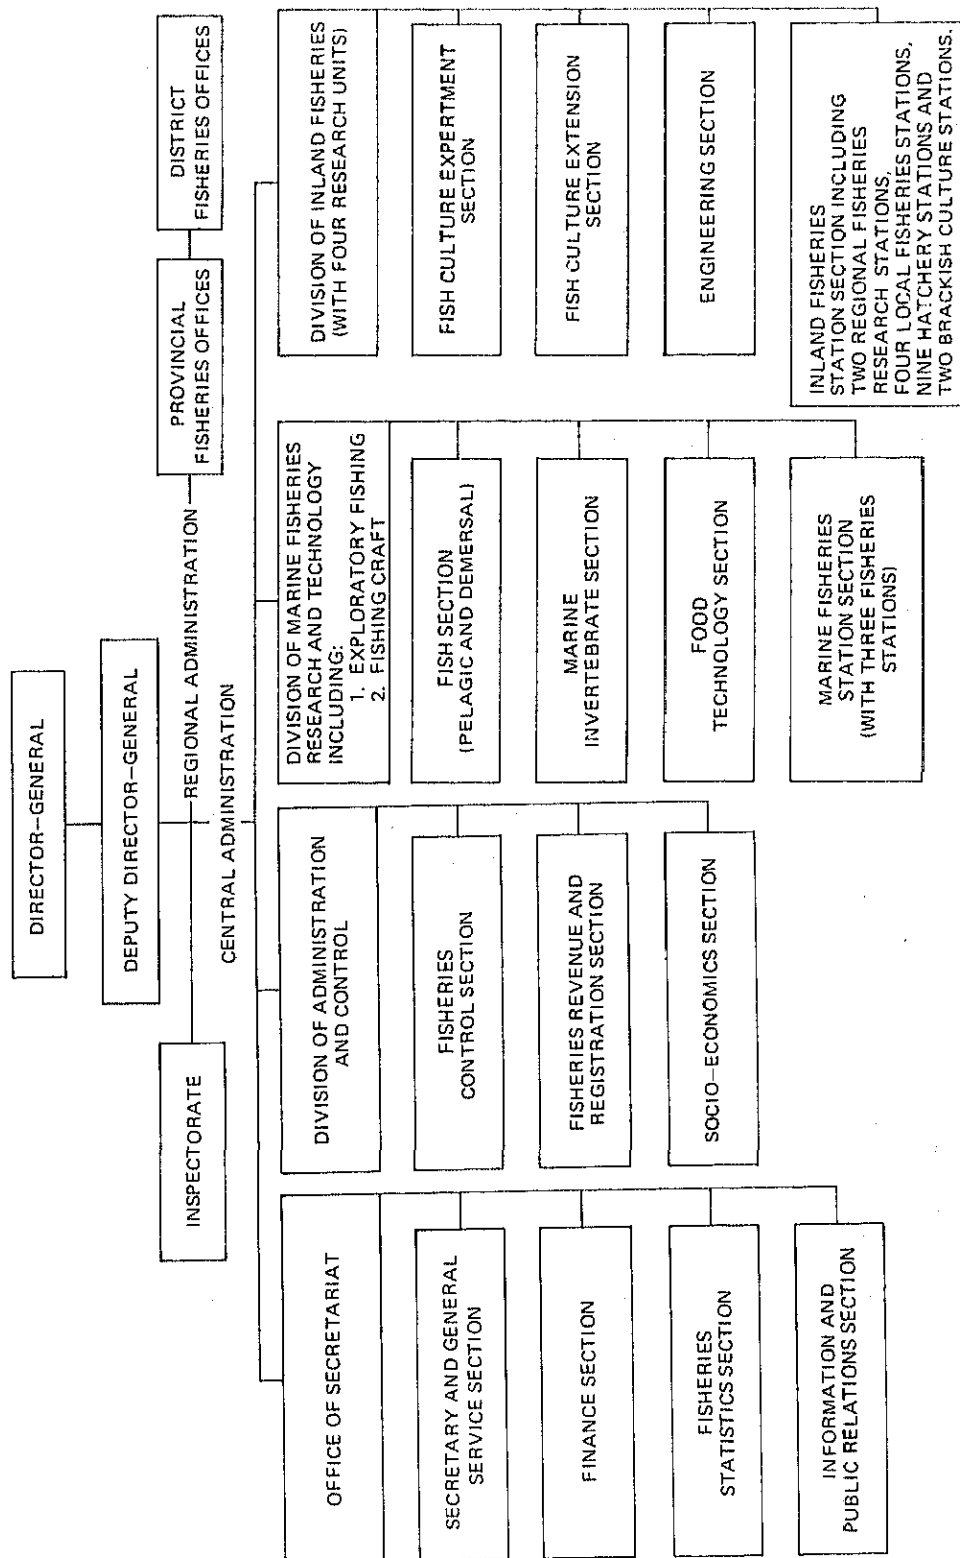 DIRECTOR-GENERAL
DEPUTY DIRECTOR-GENERAL
INSPECTORATE
REGIONAL ADMINISTRATION
PROVINCIAL
FISHERIES OFFICES
DISTRICT
FISHERIES OFFICES
CENTRAL ADMINISTRATION
OFFICE OF SECRETARIAT
SECRETARY AND GENERAL
SERVICE SECTION
FINANCE SECTION
FISHERIES
STATISTICS SECTION
INFORMATION AND
PUBLIC RELATIONS SECTION
DIVISION OF ADMINISTRATION
AND CONTROL
FISHERIES
CONTROL SECTION
FISHERIES REVENUE AND
REGISTRATION SECTION
SOCIO-ECONOMICS SECTION
DIVISION OF MARINE FISHERIES
RESEARCH AND TECHNOLOGY
INCLUDING:
1. EXPLORATORY FISHING
2. FISHING CRAFT
FISH SECTION
(PELAGIC AND DEMERSAL)
MARINE
INVERTEBRATE SECTION
FOOD
TECHNOLOGY SECTION
MARINE FISHERIES
STATION SECTION
(WITH THREE FISHERIES
STATIONS)
DIVISION OF INLAND FISHERIES
(WITH FOUR RESEARCH UNITS)
FISH CULTURE EXPERTMENT
SECTION
FISH CULTURE EXTENSION
SECTION
ENGINEERING SECTION
INLAND FISHERIES
STATION SECTION INCLUDING
TWO REGIONAL FISHERIES
RESEARCH STATIONS,
FOUR LOCAL FISHERIES STATIONS,
NINE HATCHERY STATIONS AND
TWO BRACKISH CULTURE STATIONS.